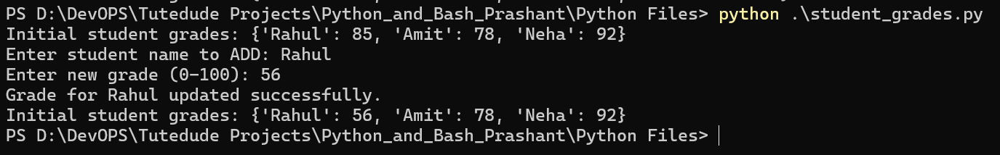 PS D:\DevOPS\Tutedude Projects\Python_and_Bash_Prashant\Python Files> python .\student_grades.py
Initial student grades: {'Rahul': 85, 'Amit': 78, 'Neha': 92}
Enter student name to ADD: Rahul
Enter new grade (0-100): 56
Grade for Rahul updated successfully.
Initial student grades: {'Rahul': 56, 'Amit': 78, 'Neha': 92}
PS D:\DevOPS\Tutedude Projects\Python_and_Bash_Prashant\Python Files>